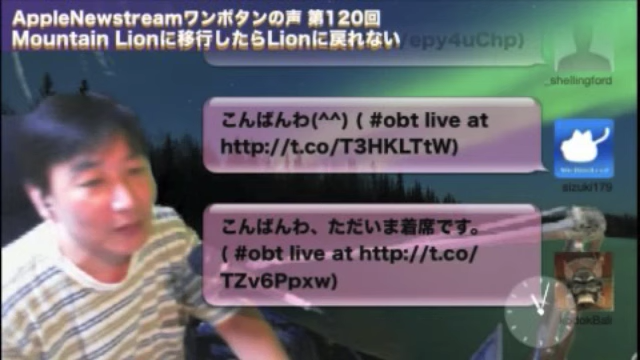 AppleNewstreamワンボタンの声 第120回
Mountain Lionに移行したらLionに戻れない
/epy4uChp)
_shellingford
こんばんわ(^^) ( #obt live at
http://t.co/T3HKLTtW)
sizuki179
こんばんわ、ただいま着席です。
( #obt live at http://t.co/
TZv6Ppxw)